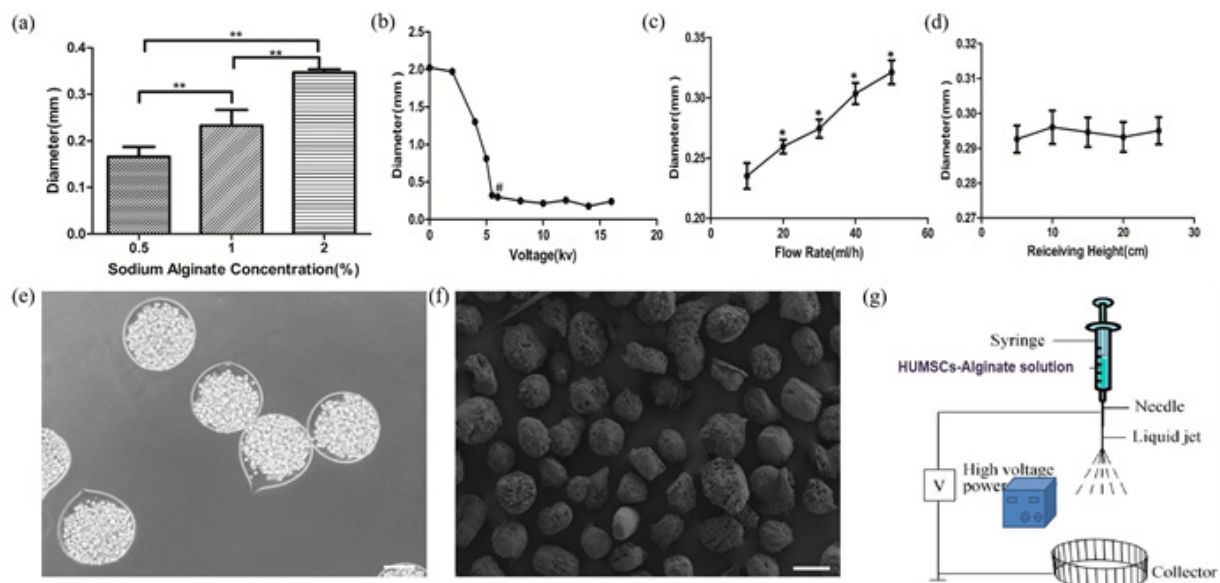 (a)
**
**
**
Diameter(mm)
0.4
0.3
0.2
0.1
0.0
0.5
1
2
Sodium Alginate Concentration(%)
(b)
Diameter(mm)
2.5
2.0
1.5
1.0
0.5
0.0
#
0
5
10
15
20
Voltage(kv)
(c)
Diameter(mm)
0.35
0.30
0.25
0.20
*
*
*
*
0
20
40
60
Flow Rate(ml/h)
(d)
Diameter(mm)
0.32
0.31
0.30
0.29
0.28
0.27
0
10
20
30
Reiceiving Height(cm)
(e)
(f)
(g)
Syringe
HUMSCs-Alginate solution
Needle
Liquid jet
High voltage
power
V
Collector